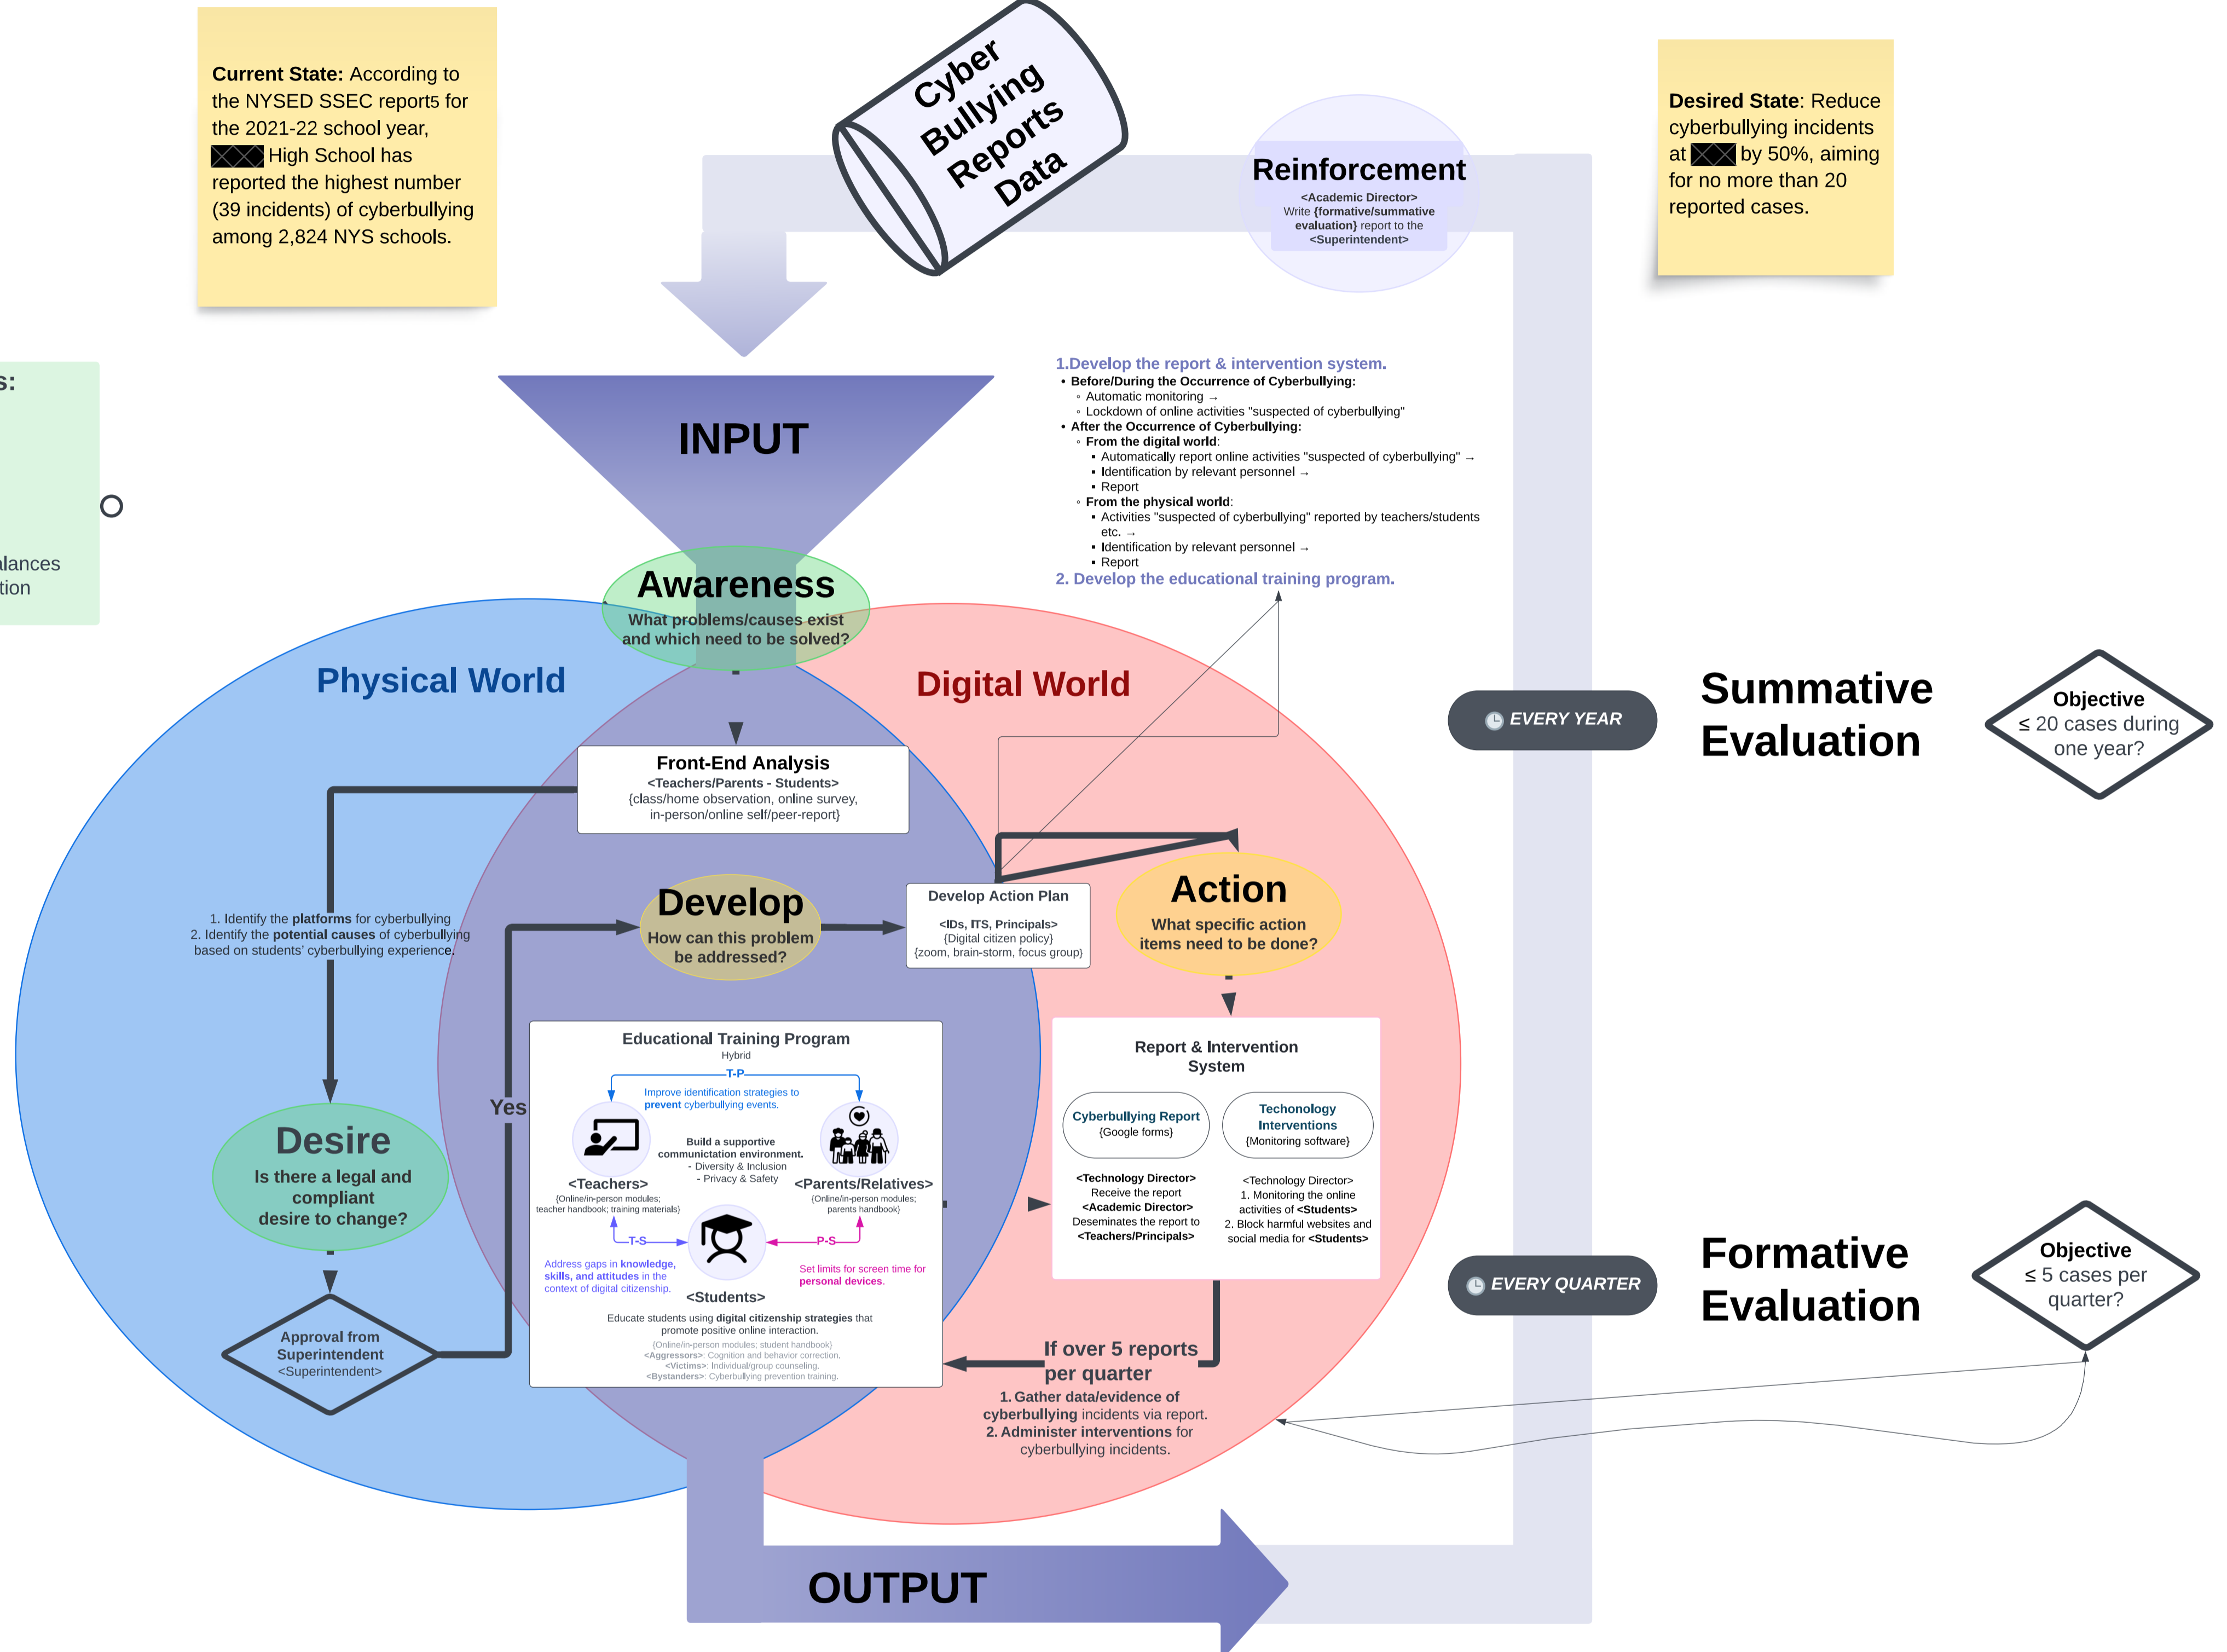 Current State: According to
the NYSED SSEC report5 for
the 2021-22 school year,
High School has
reported the highest number
(39 incidents) of cyberbullying
among 2,824 NYS schools.
Cyber
Bullying
Reports
Data
Reinforcement
<Academic Director>
Write {formative/summative
evaluation} report to the
<Superintendent>
Desired State: Reduce
cyberbullying incidents
at by 50%, aiming
for no more than 20
reported cases.
s:
alances
tion
INPUT
1.Develop the report & intervention system.
• Before/During the Occurrence of Cyberbullying:
◦ Automatic monitoring →
◦ Lockdown of online activities "suspected of cyberbullying"
• After the Occurrence of Cyberbullying:
◦ From the digital world:
▪ Automatically report online activities "suspected of cyberbullying" →
▪ Identification by relevant personnel →
▪ Report
◦ From the physical world:
▪ Activities "suspected of cyberbullying" reported by teachers/students
etc. →
▪ Identification by relevant personnel →
▪ Report
2. Develop the educational training program.
Awareness
What problems/causes exist
and which need to be solved?
Physical World
Digital World
Front-End Analysis
<Teachers/Parents - Students>
{class/home observation, online survey,
in-person/online self/peer-report}
1. Identify the platforms for cyberbullying
2. Identify the potential causes of cyberbullying
based on students' cyberbullying experience.
Develop
How can this problem
be addressed?
Develop Action Plan
<IDs, ITS, Principals>
{Digital citizen policy}
{zoom, brain-storm, focus group}
Action
What specific action
items need to be done?
Desire
Is there a legal and
compliant
desire to change?
Approval from
Superintendent
<Superintendent>
Yes
Educational Training Program
Hybrid
T-P
Improve identification strategies to
prevent cyberbullying events.
Build a supportive
communictation environment.
- Diversity & Inclusion
- Privacy & Safety
<Teachers>
{Online/in-person modules;
teacher handbook; training materials}
<Parents/Relatives>
{Online/in-person modules;
parents handbook}
T-S
P-S
Address gaps in knowledge,
skills, and attitudes in the
context of digital citizenship.
Set limits for screen time for
personal devices.
<Students>
Educate students using digital citizenship strategies that
promote positive online interaction.
{Online/in-person modules; student handbook}
<Aggressors>: Cognition and behavior correction.
<Victims>: Individual/group counseling.
<Bystanders>: Cyberbullying prevention training.
Report & Intervention
System
Cyberbullying Report
{Google forms}
Techonology
Interventions
{Monitoring software}
<Technology Director>
Receive the report
<Academic Director>
Deseminates the report to
<Teachers/Principals>
<Technology Director>
1. Monitoring the online
activities of <Students>
2. Block harmful websites and
social media for <Students>
If over 5 reports
per quarter
1. Gather data/evidence of
cyberbullying incidents via report.
2. Administer interventions for
cyberbullying incidents.
EVERY YEAR
Summative
Evaluation
Objective
≤ 20 cases during
one year?
EVERY QUARTER
Formative
Evaluation
Objective
≤ 5 cases per
quarter?
OUTPUT